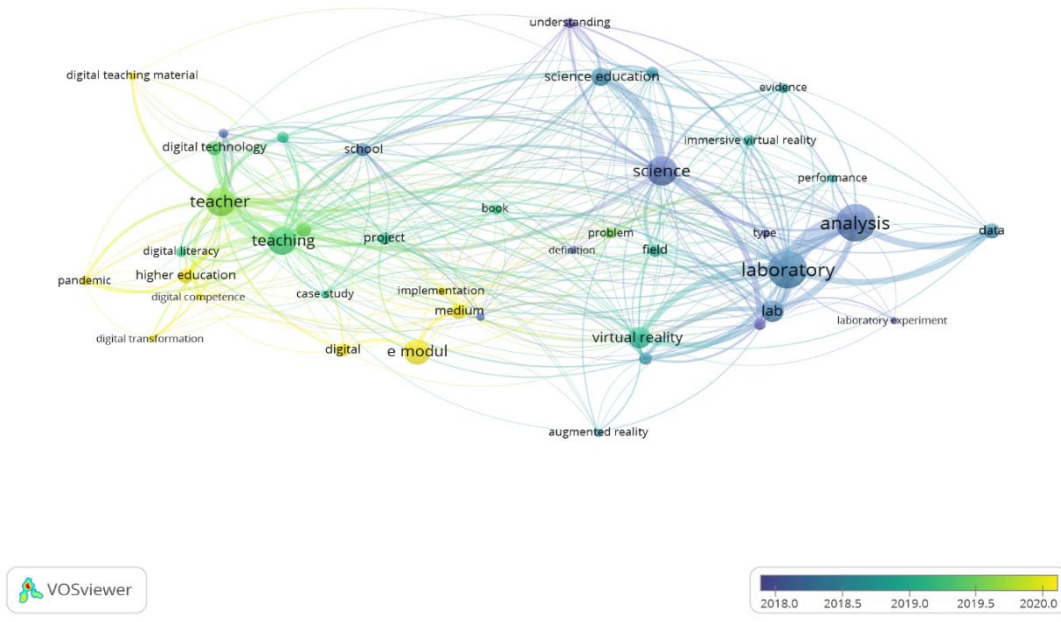 understanding
digital teaching material
science education
evidence
digital technology
school
immersive virtual reality
science
performance
teacher
book
analysis
teaching
project
problem
type
data
digital literacy
definition
field
higher education
laboratory
pandemic
digital competence
case study
implementation
medium
lab
laboratory experiment
digital transformation
virtual reality
digital
e modul
augmented reality
VOSviewer
2018.0 2018.5 2019.0 2019.5 2020.0